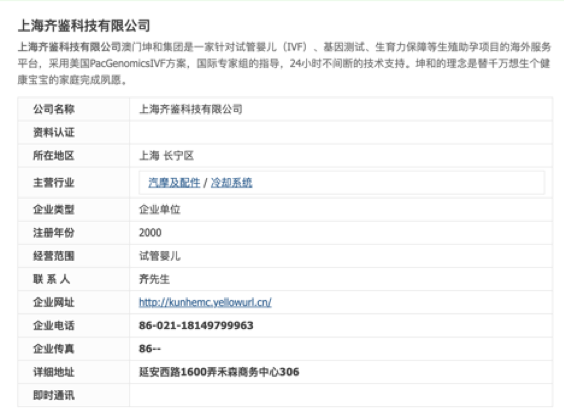 上海齐鉴科技有限公司
上海齐鉴科技有限公司澳门坤和集团是一家针对试管婴儿（IVF）、基因测试、生育力保障等生殖助孕项目的海外服务
平台，采用美国PacGenomicsIVF方案，国际专家组的指导，24小时不间断的技术支持。坤和的理念是替千万想生个健
康宝宝的家庭完成夙愿。
公司名称 上海齐鉴科技有限公司
资料认证
所在地区 上海 长宁区
主营行业 汽摩及配件 / 冷却系统
企业类型 企业单位
注册年份 2000
经营范围 试管婴儿
联 系 人 齐先生
企业网址 http://kunhemc.yellowurl.cn/
企业电话 86-021-18149799963
企业传真 86--
详细地址 延安西路1600弄禾森商务中心306
即时通讯